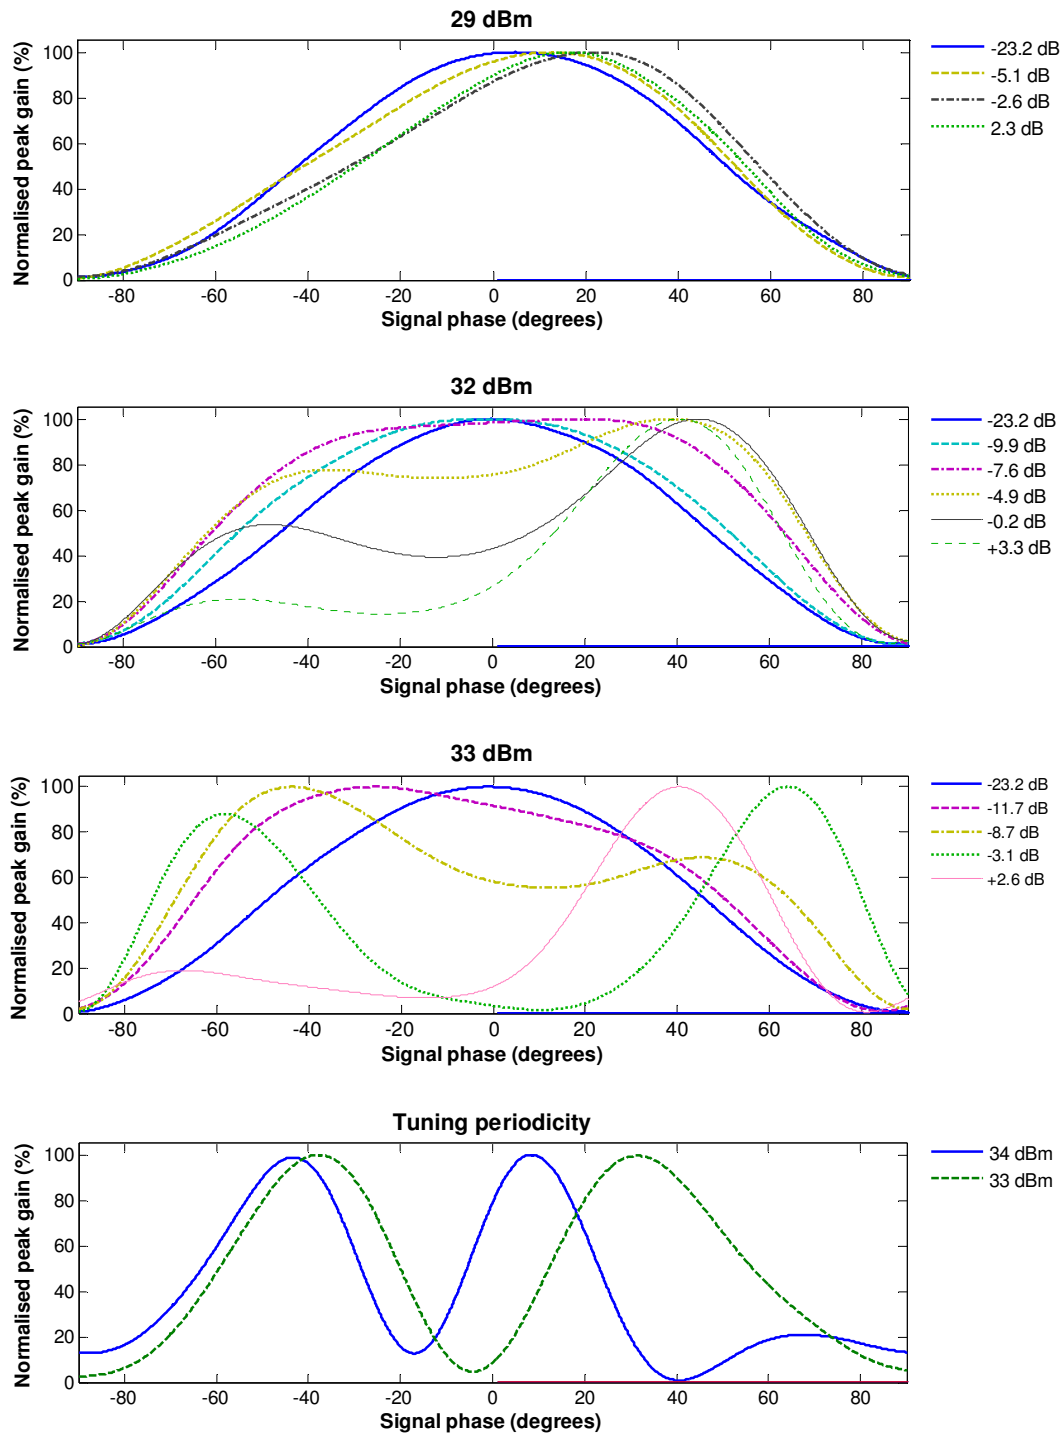 29 dBm
Normalised peak gain (%)
100
80
60
40
20
0
-80 -60 -40 -20 0 20 40 60 80
Signal phase (degrees)
-23.2 dB
-5.1 dB
-2.6 dB
2.3 dB
32 dBm
Normalised peak gain (%)
100
80
60
40
20
0
-80 -60 -40 -20 0 20 40 60 80
Signal phase (degrees)
-23.2 dB
-9.9 dB
-7.6 dB
-4.9 dB
-0.2 dB
+3.3 dB
33 dBm
Normalised peak gain (%)
100
80
60
40
20
0
-80 -60 -40 -20 0 20 40 60 80
Signal phase (degrees)
-23.2 dB
-11.7 dB
-8.7 dB
-3.1 dB
+2.6 dB
Tuning periodicity
Normalised peak gain (%)
100
80
60
40
20
0
-80 -60 -40 -20 0 20 40 60 80
Signal phase (degrees)
34 dBm
33 dBm